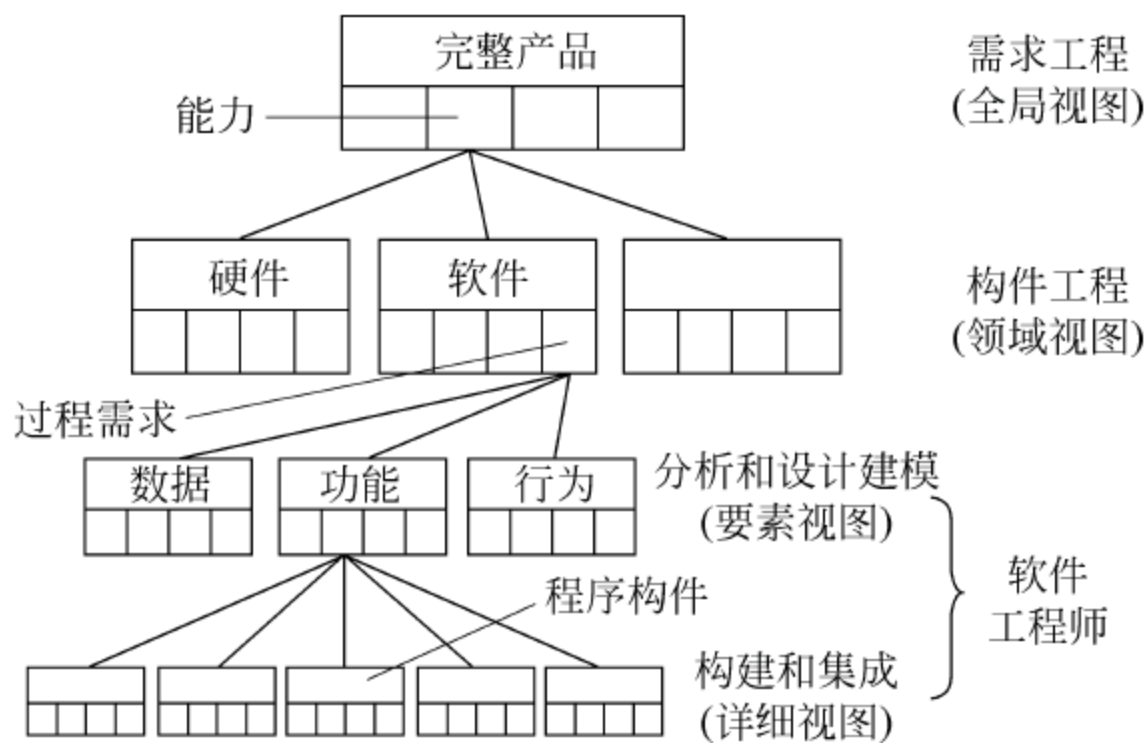 完整产品
需求工程
(全局视图)
能力
硬件
软件
构件工程
(领域视图)
过程需求
数据
功能
行为
分析和设计建模
(要素视图)
程序构件
软件
工程师
构建和集成
(详细视图)